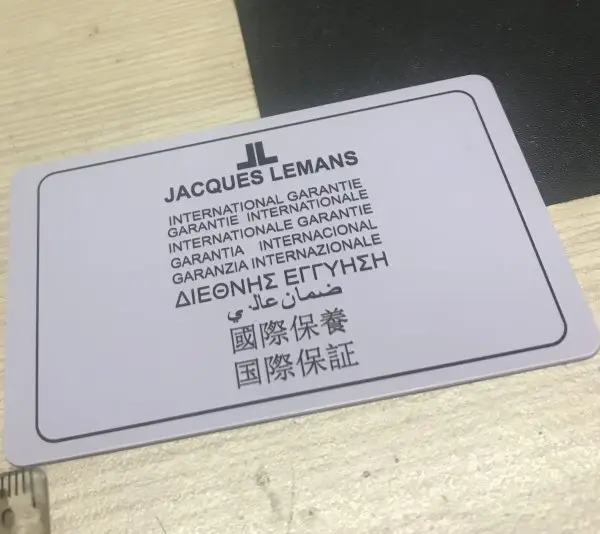 JL
JACQUES LEMANS
INTERNATIONAL GARANTIE
GARANTIE INTERNATIONALE
INTERNATIONALE GARANTIE
GARANTIA INTERNACIONAL
GARANZIA INTERNAZIONALE
ΔΙΕΘΝΗΣ ΕΓΓΥΗΣΗ
ضمان عالي
國際保養
国際保証